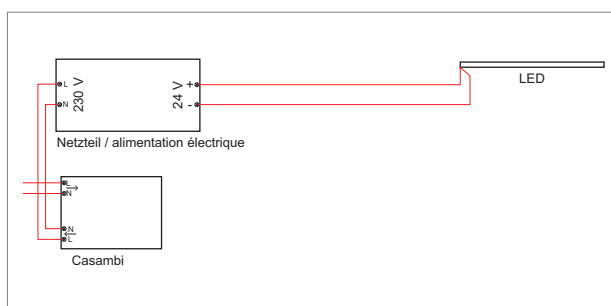 L
N
230 V
24 V
+
-
LED
Netzteil / alimentation électrique
L
N
N
L
Casambi